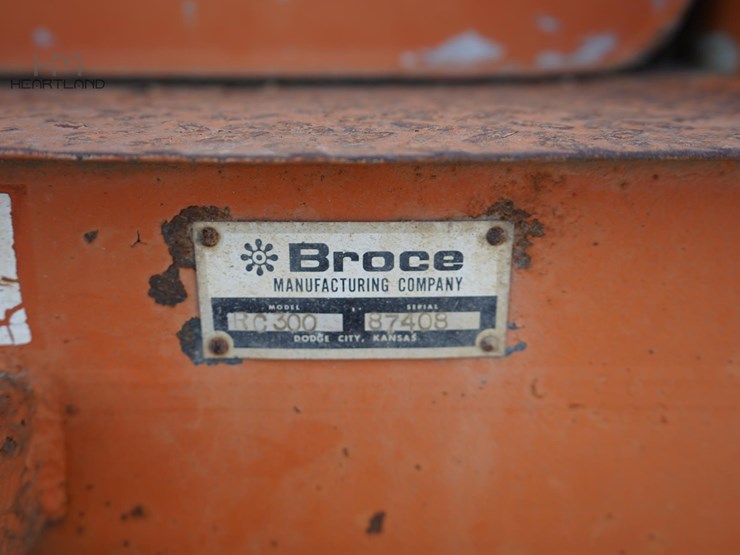 HEARTLAND
Broce
MANUFACTURING COMPANY
MODEL SERIAL
RC300 87408
DODGE CITY, KANSAS